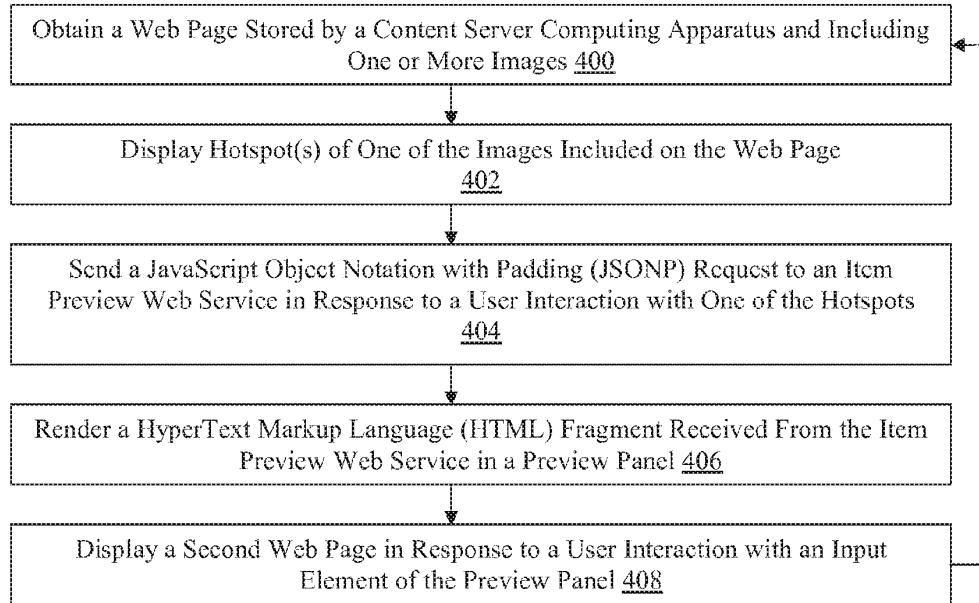 Obtain a Web Page Stored by a Content Server Computing Apparatus and Including
One or More Images 400
Display Hotspot(s) of One of the Images Included on the Web Page
402
Send a JavaScript Object Notation with Padding (JSONP) Request to an Item
Preview Web Service in Response to a User Interaction with One of the Hotspots
404
Render a HyperText Markup Language (HTML) Fragment Received From the Item
Preview Web Service in a Preview Panel 406
Display a Second Web Page in Response to a User Interaction with an Input
Element of the Preview Panel 408